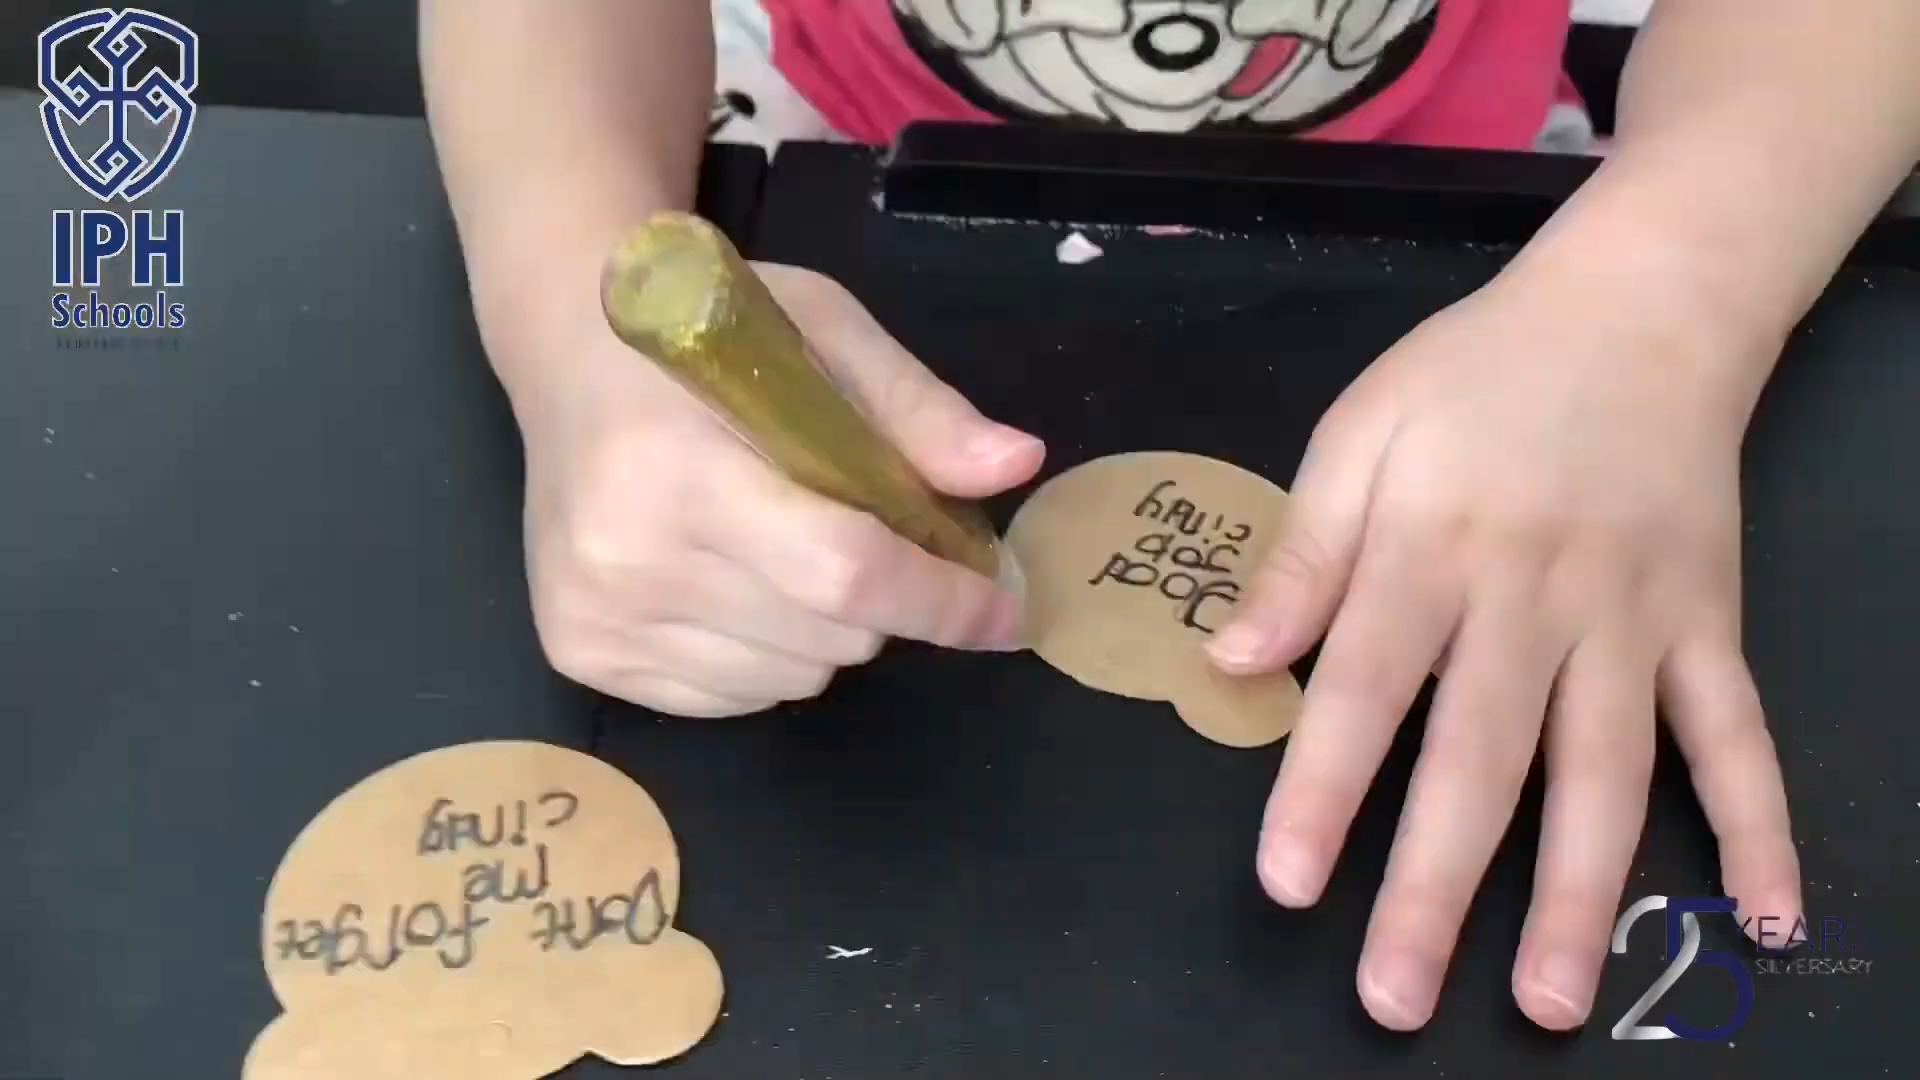 IPH
Schools
Good
Job
cindy
Dont forget
me
cindy
25 YEARS
SILVERSARY